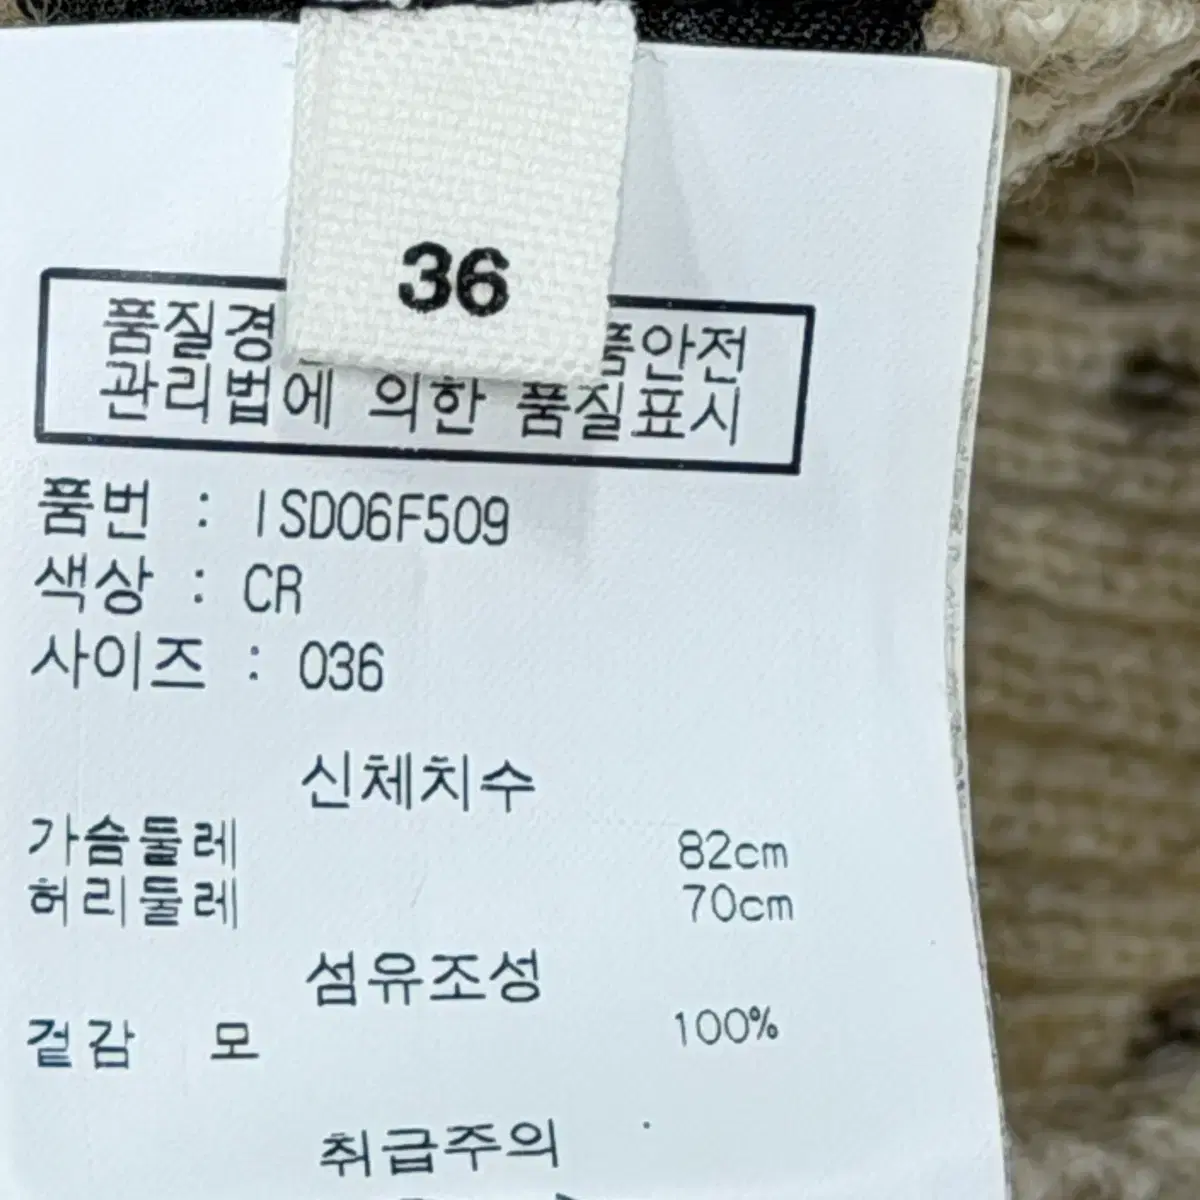 36
품질경 품안전
관리법에 의한 품질표시
품번 : ISD06F509
색상 : CR
사이즈 : 036
신체치수
가슴둘레 82cm
허리둘레 70cm
섬유조성
겉감 모 100%
취급주의